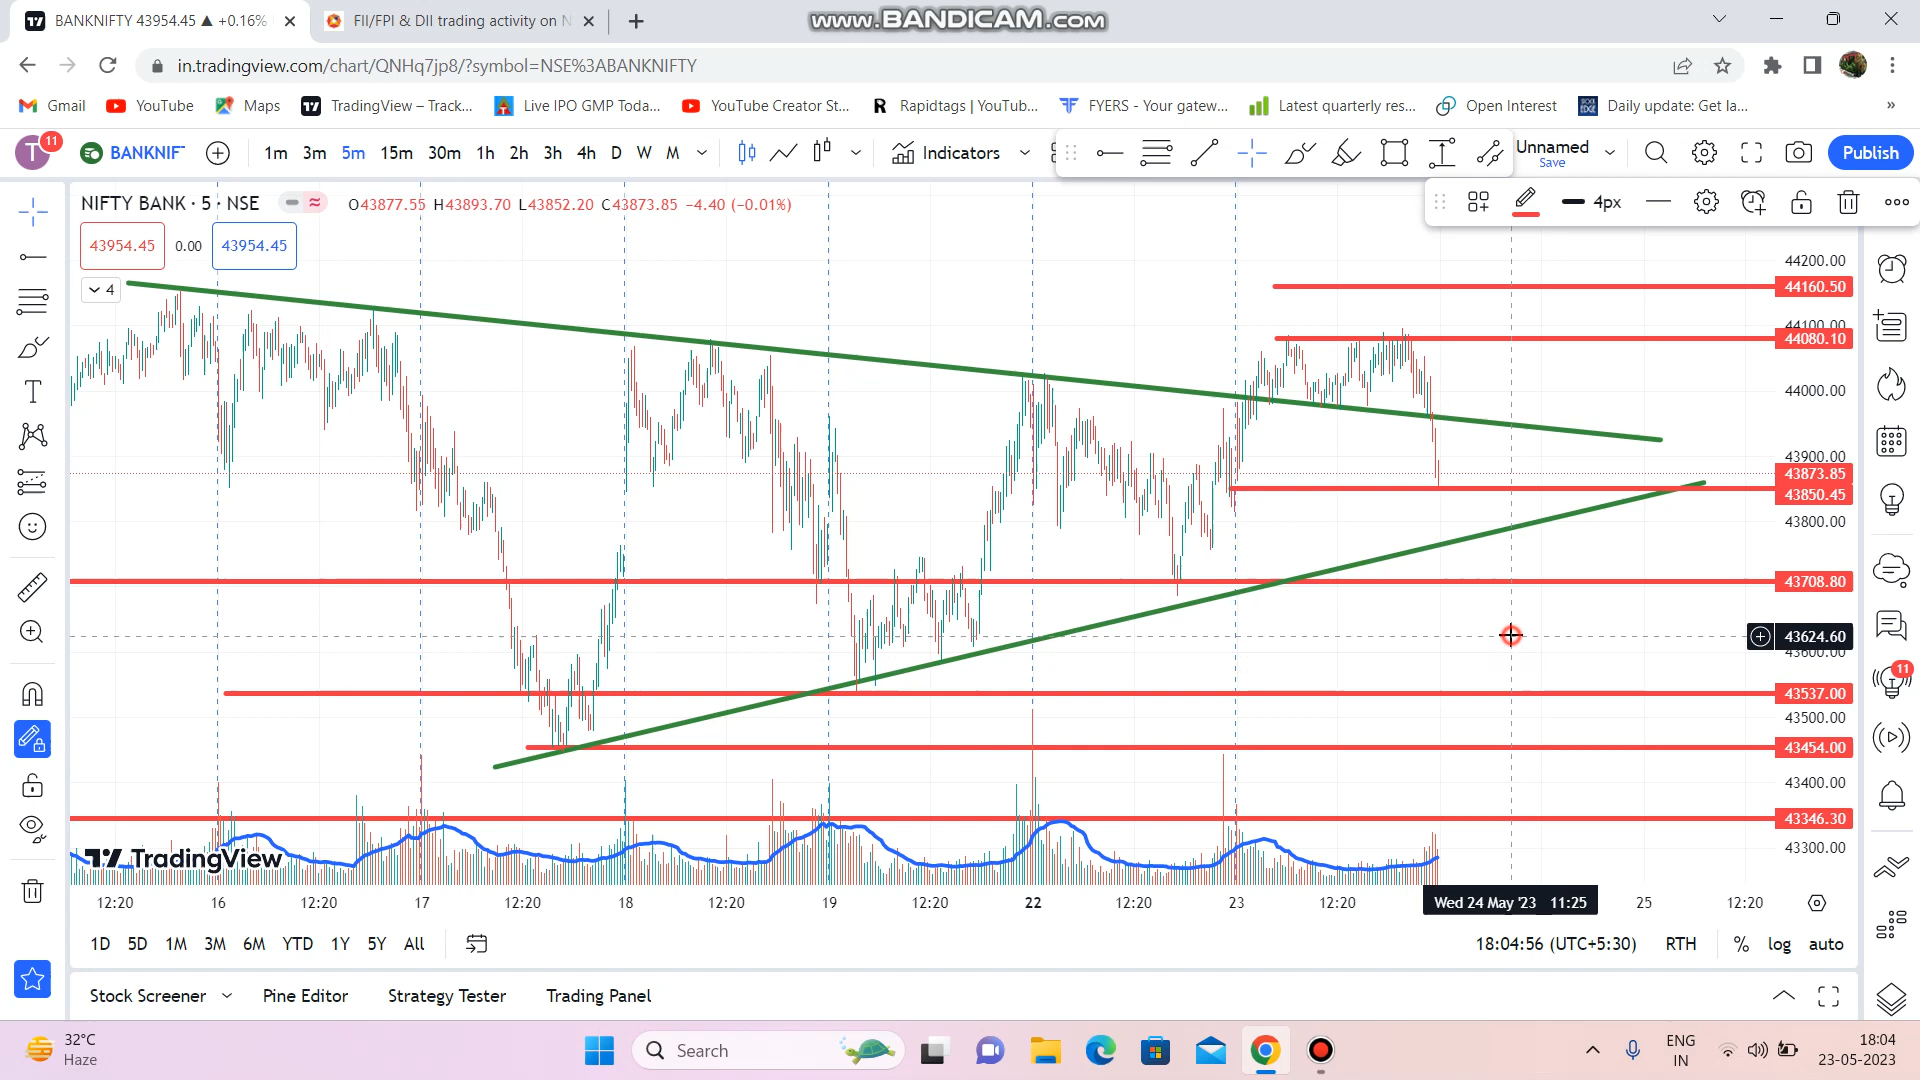 BANKNIFTY 43954.45 ▲ +0.16%
FII/FPI & DII trading activity on N
www.BANDICAM.com
in.tradingview.com/chart/QNHq7jp8/?symbol=NSE%3ABANKNIFTY
Gmail YouTube Maps TradingView – Track... Live IPO GMP Toda... YouTube Creator St... Rapidtags | YouTub... FYERS - Your gatew... Latest quarterly res... Open Interest Daily update: Get la... »
T 11 BANKNIF 1m 3m 5m 15m 30m 1h 2h 3h 4h D W M Indicators Unnamed Publish
Save
NIFTY BANK · 5 · NSE O43877.55 H43893.70 L43852.20 C43873.85 −4.40 (−0.01%)
4px
43954.45 0.00 43954.45
4
44200.00
44160.50
44100.00
44080.10
44000.00
43900.00
43873.85
43850.45
43800.00
43708.80
43624.60
43600.00
11
43537.00
43500.00
43454.00
43400.00
43346.30
43300.00
TradingView
12:20 16 12:20 17 12:20 18 12:20 19 12:20 22 12:20 23 12:20 Wed 24 May '23 11:25 25 12:20
1D 5D 1M 3M 6M YTD 1Y 5Y All 18:04:56 (UTC+5:30) RTH % log auto
Stock Screener Pine Editor Strategy Tester Trading Panel
32°C
Haze
Search
ENG
IN
18:04
23-05-2023